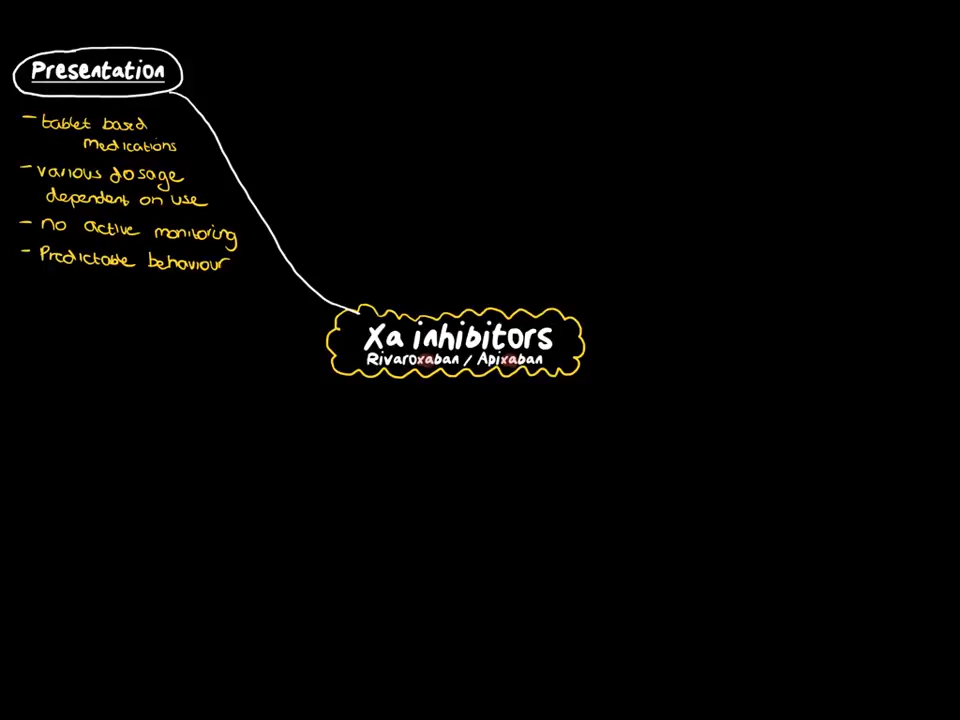 Presentation
- tablet based
medications
- various dosage
dependent on use
- no active monitoring
- Predictable behaviour
Xa inhibitors
Rivaroxaban / Apixaban